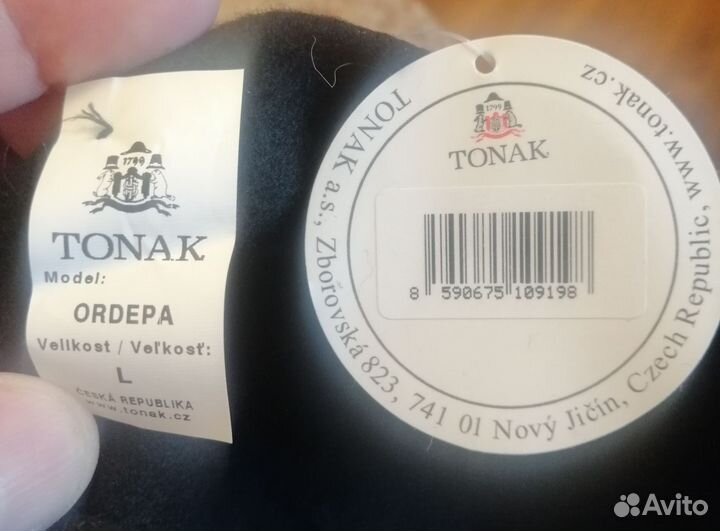 1799
TONAK
Model:
ORDEPA
Velikost / Veľkosť:
L
ČESKÁ REPUBLIKA
www.tonak.cz
TONAK a.s., Zborovská 823, 741 01 Nový Jičín, Czech Republic, www.tonak.cz
1799
TONAK
8 590675 109198
Avito